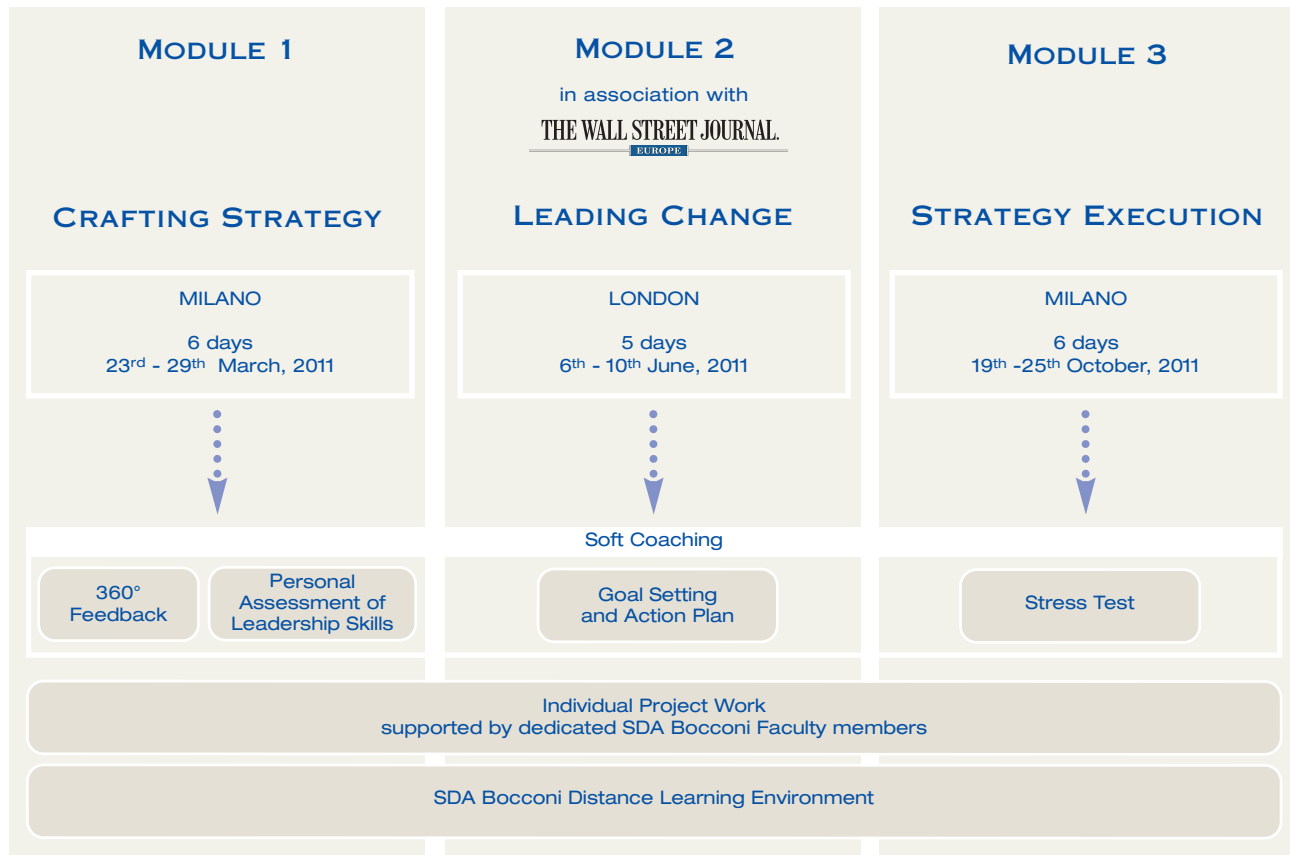 MODULE 1
CRAFTING STRATEGY
MILANO
6 days
23rd - 29th March, 2011
MODULE 2
in association with
THE WALL STREET JOURNAL.
EUROPE
LEADING CHANGE
LONDON
5 days
6th - 10th June, 2011
MODULE 3
STRATEGY EXECUTION
MILANO
6 days
19th -25th October, 2011
Soft Coaching
360°
Feedback
Personal
Assessment of
Leadership Skills
Goal Setting
and Action Plan
Stress Test
Individual Project Work
supported by dedicated SDA Bocconi Faculty members
SDA Bocconi Distance Learning Environment